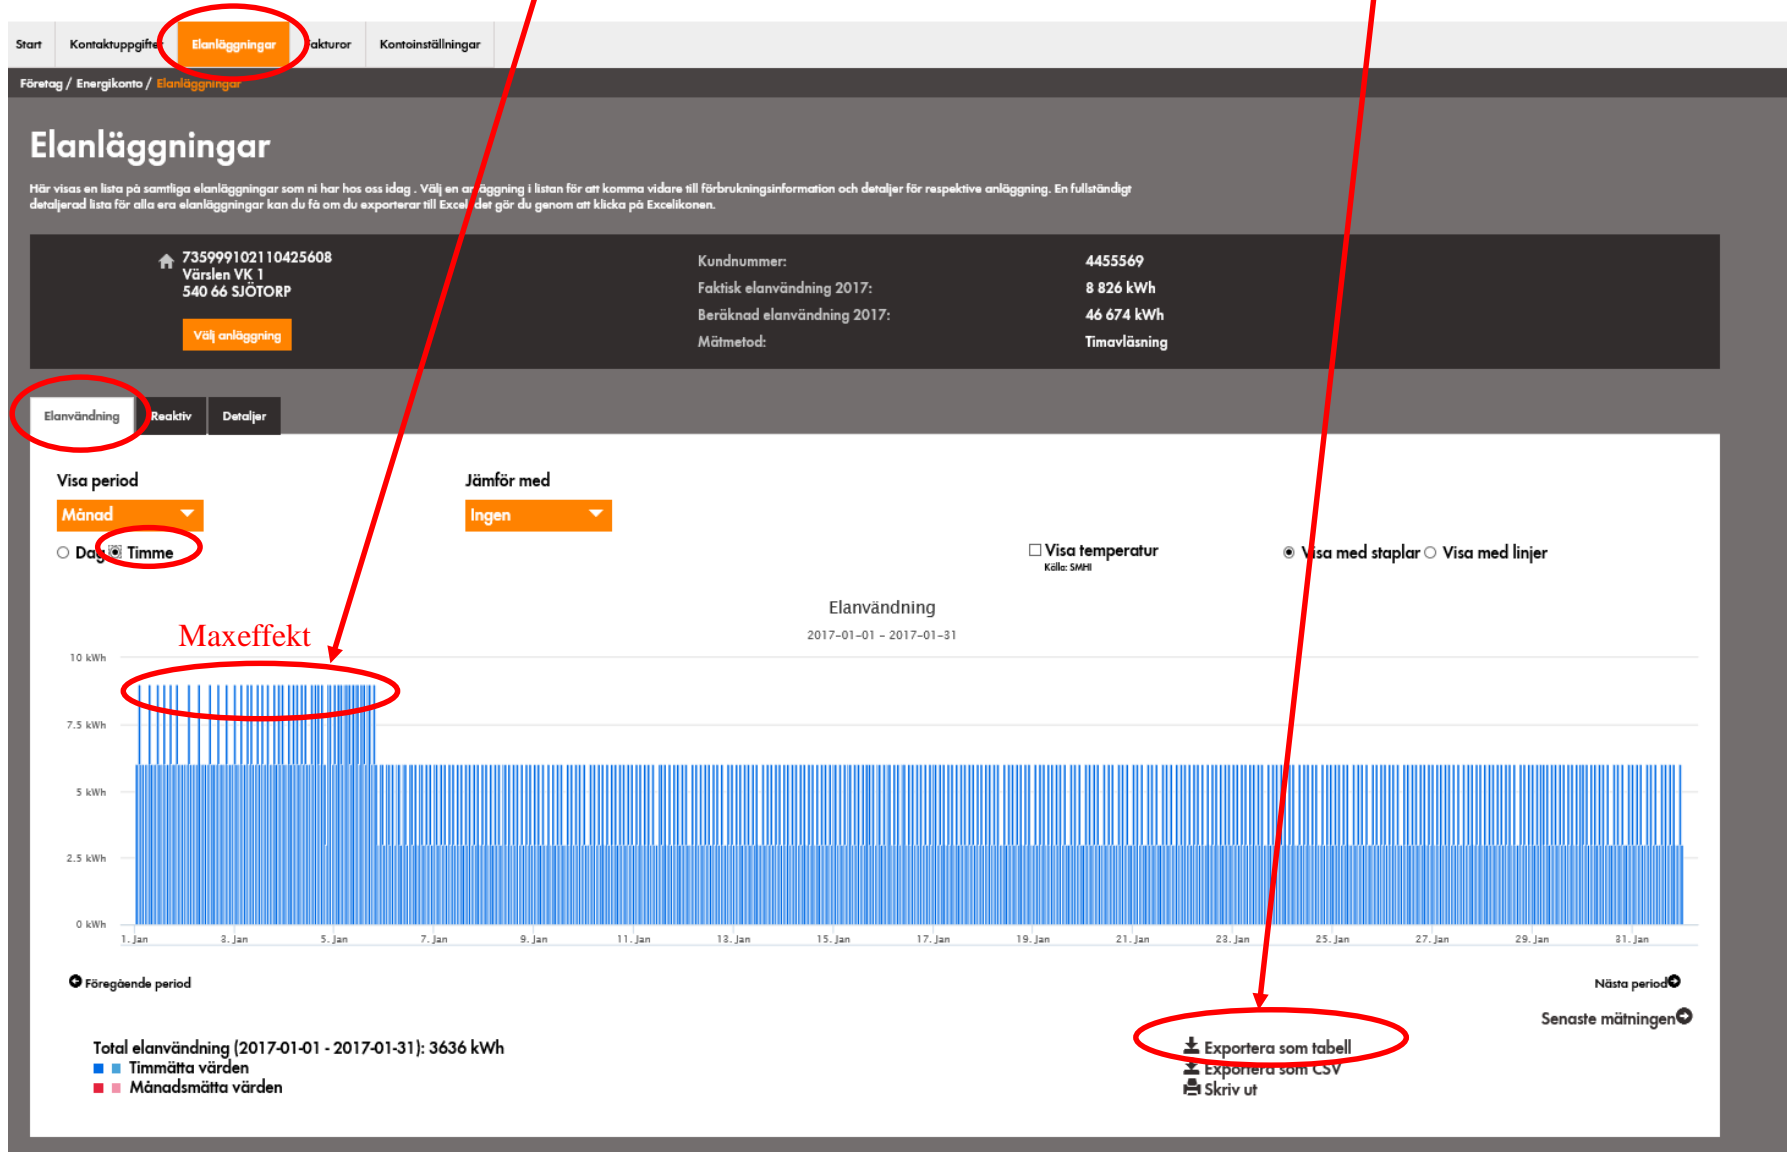 Start Kontaktuppgifter Elanläggningar Fakturor Kontoinställningar
Företag / Energikonto / Elanläggningar
Elanläggningar
Här visas en lista på samtliga elanläggningar som ni har hos oss idag . Välj en anläggning i listan för att komma vidare till förbrukningsinformation och detaljer för respektive anläggning. En fullständigt
detaljerad lista för alla era elanläggningar kan du få om du exporterar till Excel, det gör du genom att klicka på Excelikonen.
735999102110425608
Värslen VK 1
540 66 SJÖTORP
Välj anläggning
Kundnummer: 4455569
Faktisk elanvändning 2017: 8 826 kWh
Beräknad elanvändning 2017: 46 674 kWh
Mätmetod: Timavläsning
Elanvändning Reaktiv Detaljer
Visa period Jämför med
Månad Ingen
Dag Timme Visa temperatur Visa med staplar Visa med linjer
Källa: SMHI
Elanvändning
Maxeffekt 2017-01-01 - 2017-01-31
10 kWh
7.5 kWh
5 kWh
2.5 kWh
0 kWh
1. Jan 3. Jan 5. Jan 7. Jan 9. Jan 11. Jan 13. Jan 15. Jan 17. Jan 19. Jan 21. Jan 23. Jan 25. Jan 27. Jan 29. Jan 31. Jan
Föregående period Nästa period
Senaste mätningen
Total elanvändning (2017-01-01 - 2017-01-31): 3636 kWh
Timmätta värden
Månadsmätta värden
Exportera som tabell
Exportera som CSV
Skriv ut